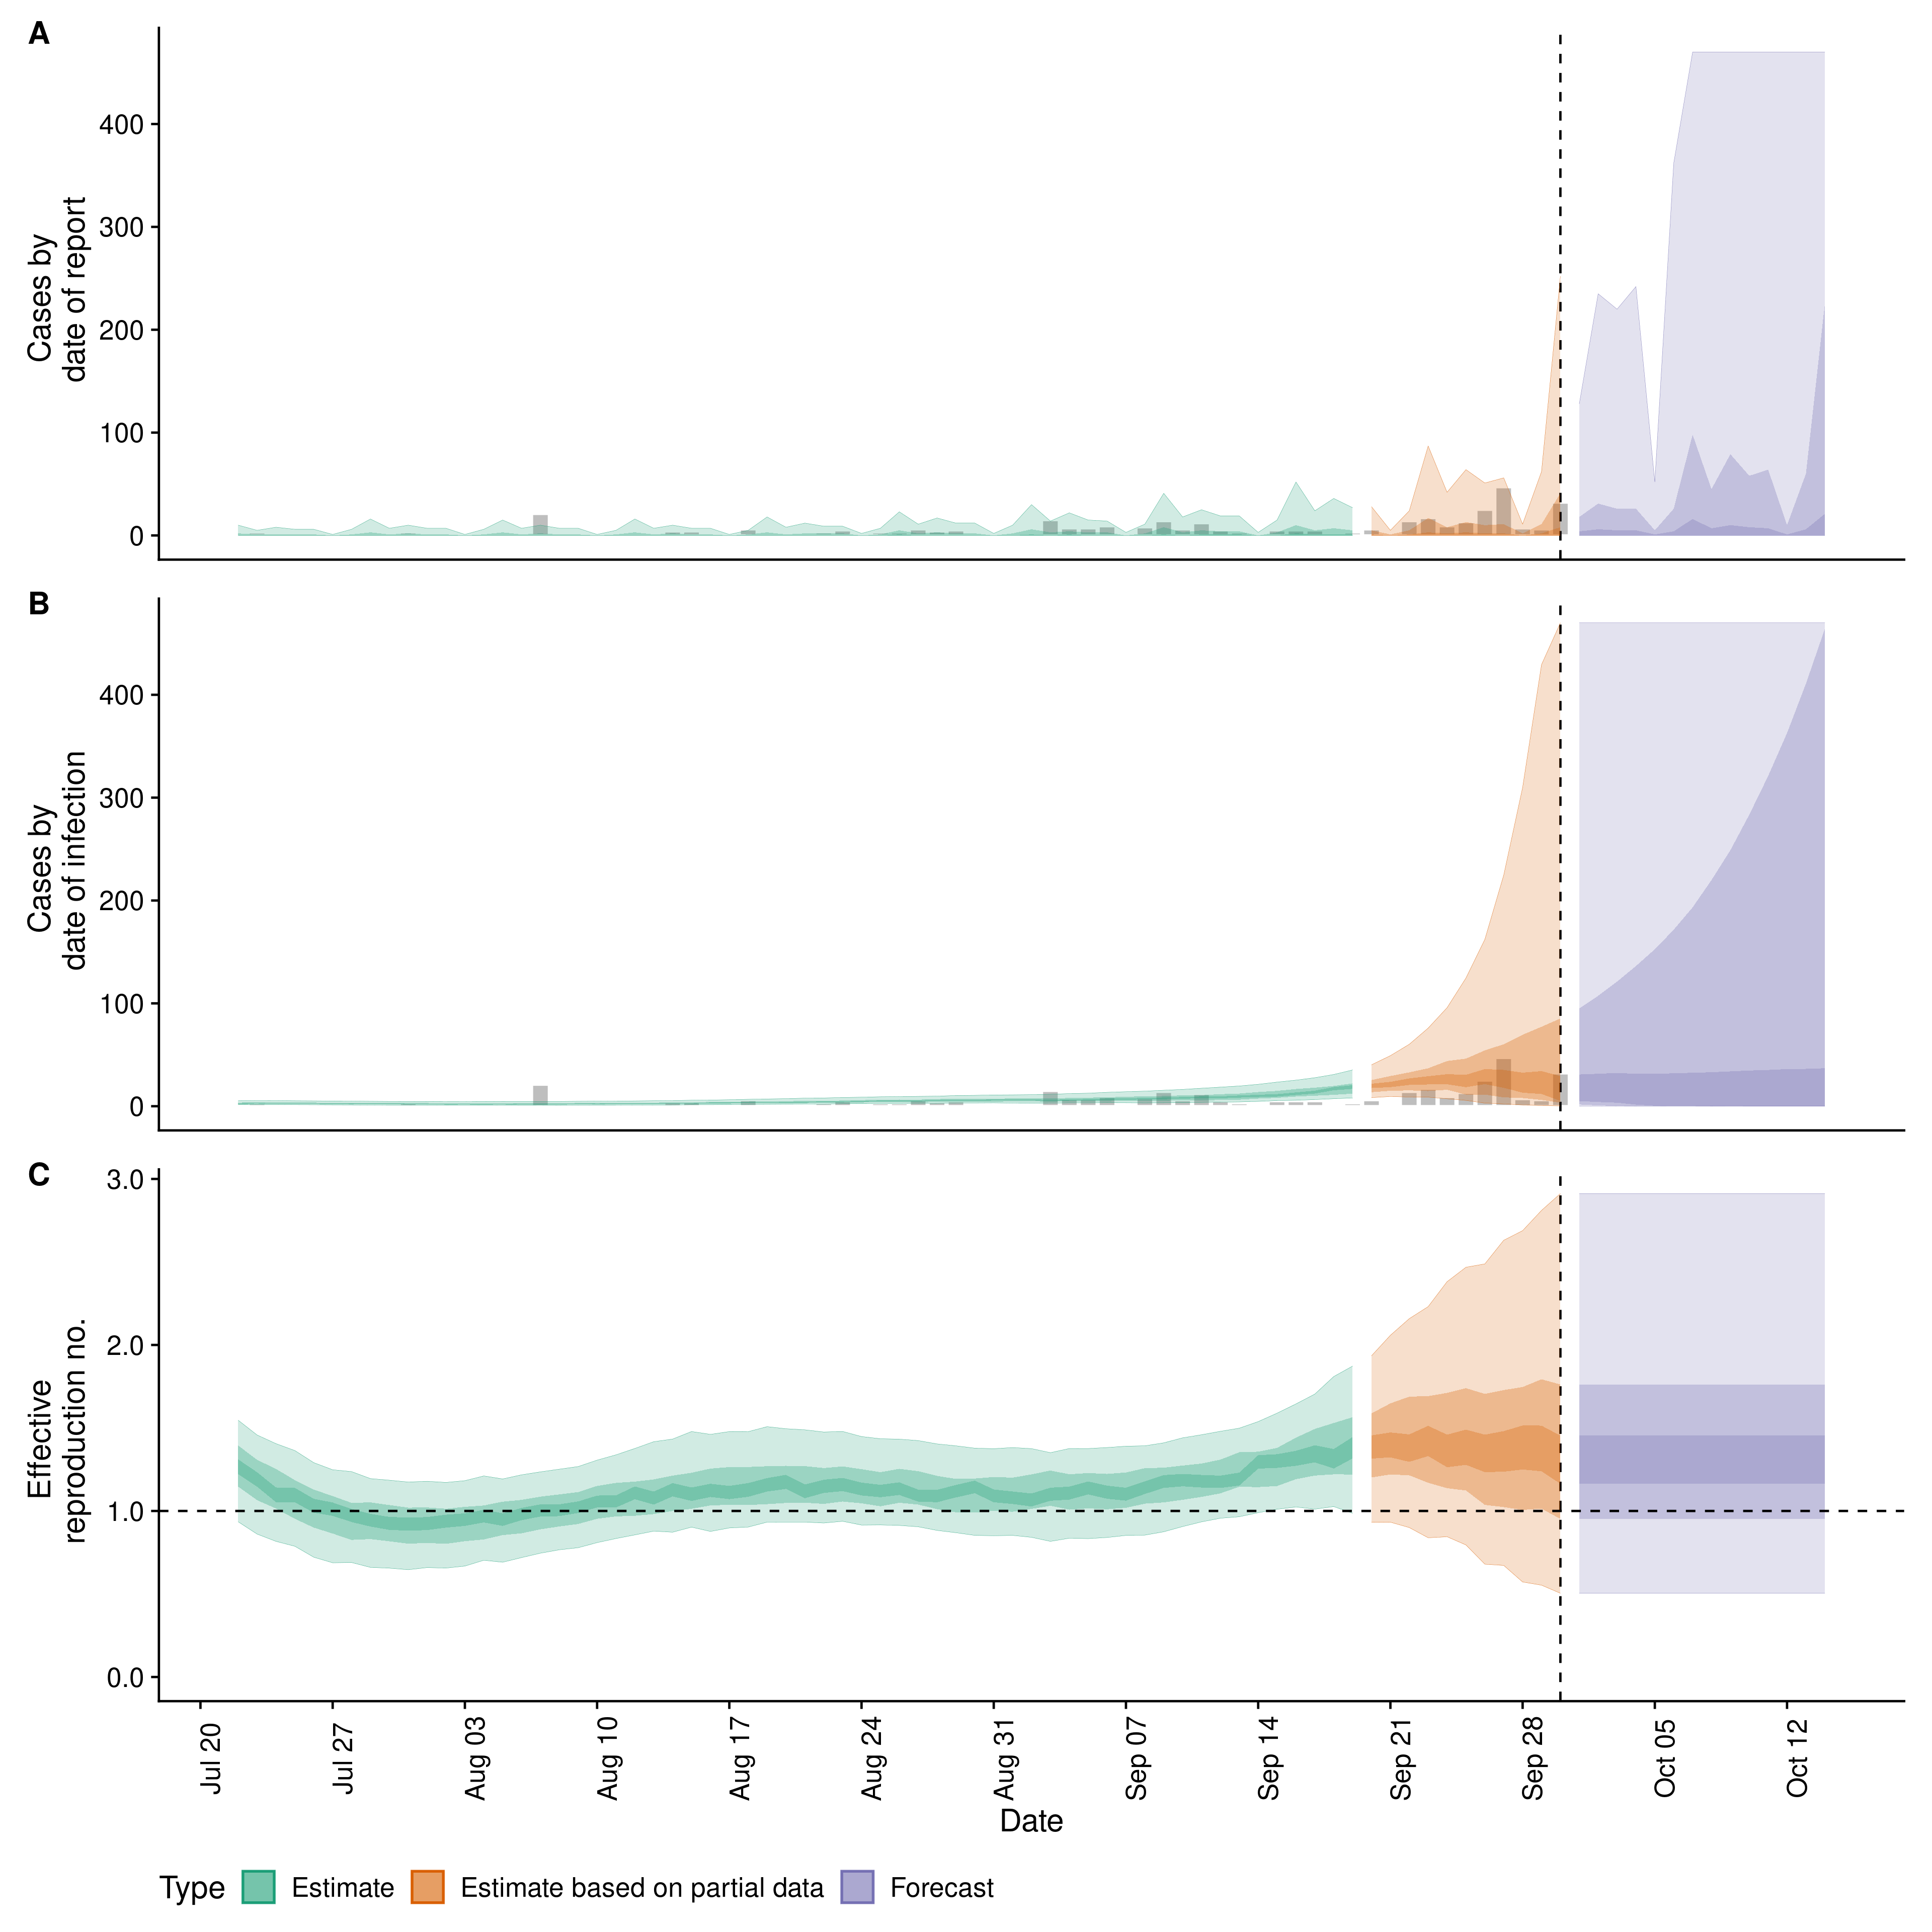 A
Cases by
date of report
400
300
200
100
0
B
Cases by
date of infection
400
300
200
100
0
C
Effective
reproduction no.
3.0
2.0
1.0
0.0
Jul 20
Jul 27
Aug 03
Aug 10
Aug 17
Aug 24
Aug 31
Sep 07
Sep 14
Sep 21
Sep 28
Oct 05
Oct 12
Date
Type Estimate Estimate based on partial data Forecast